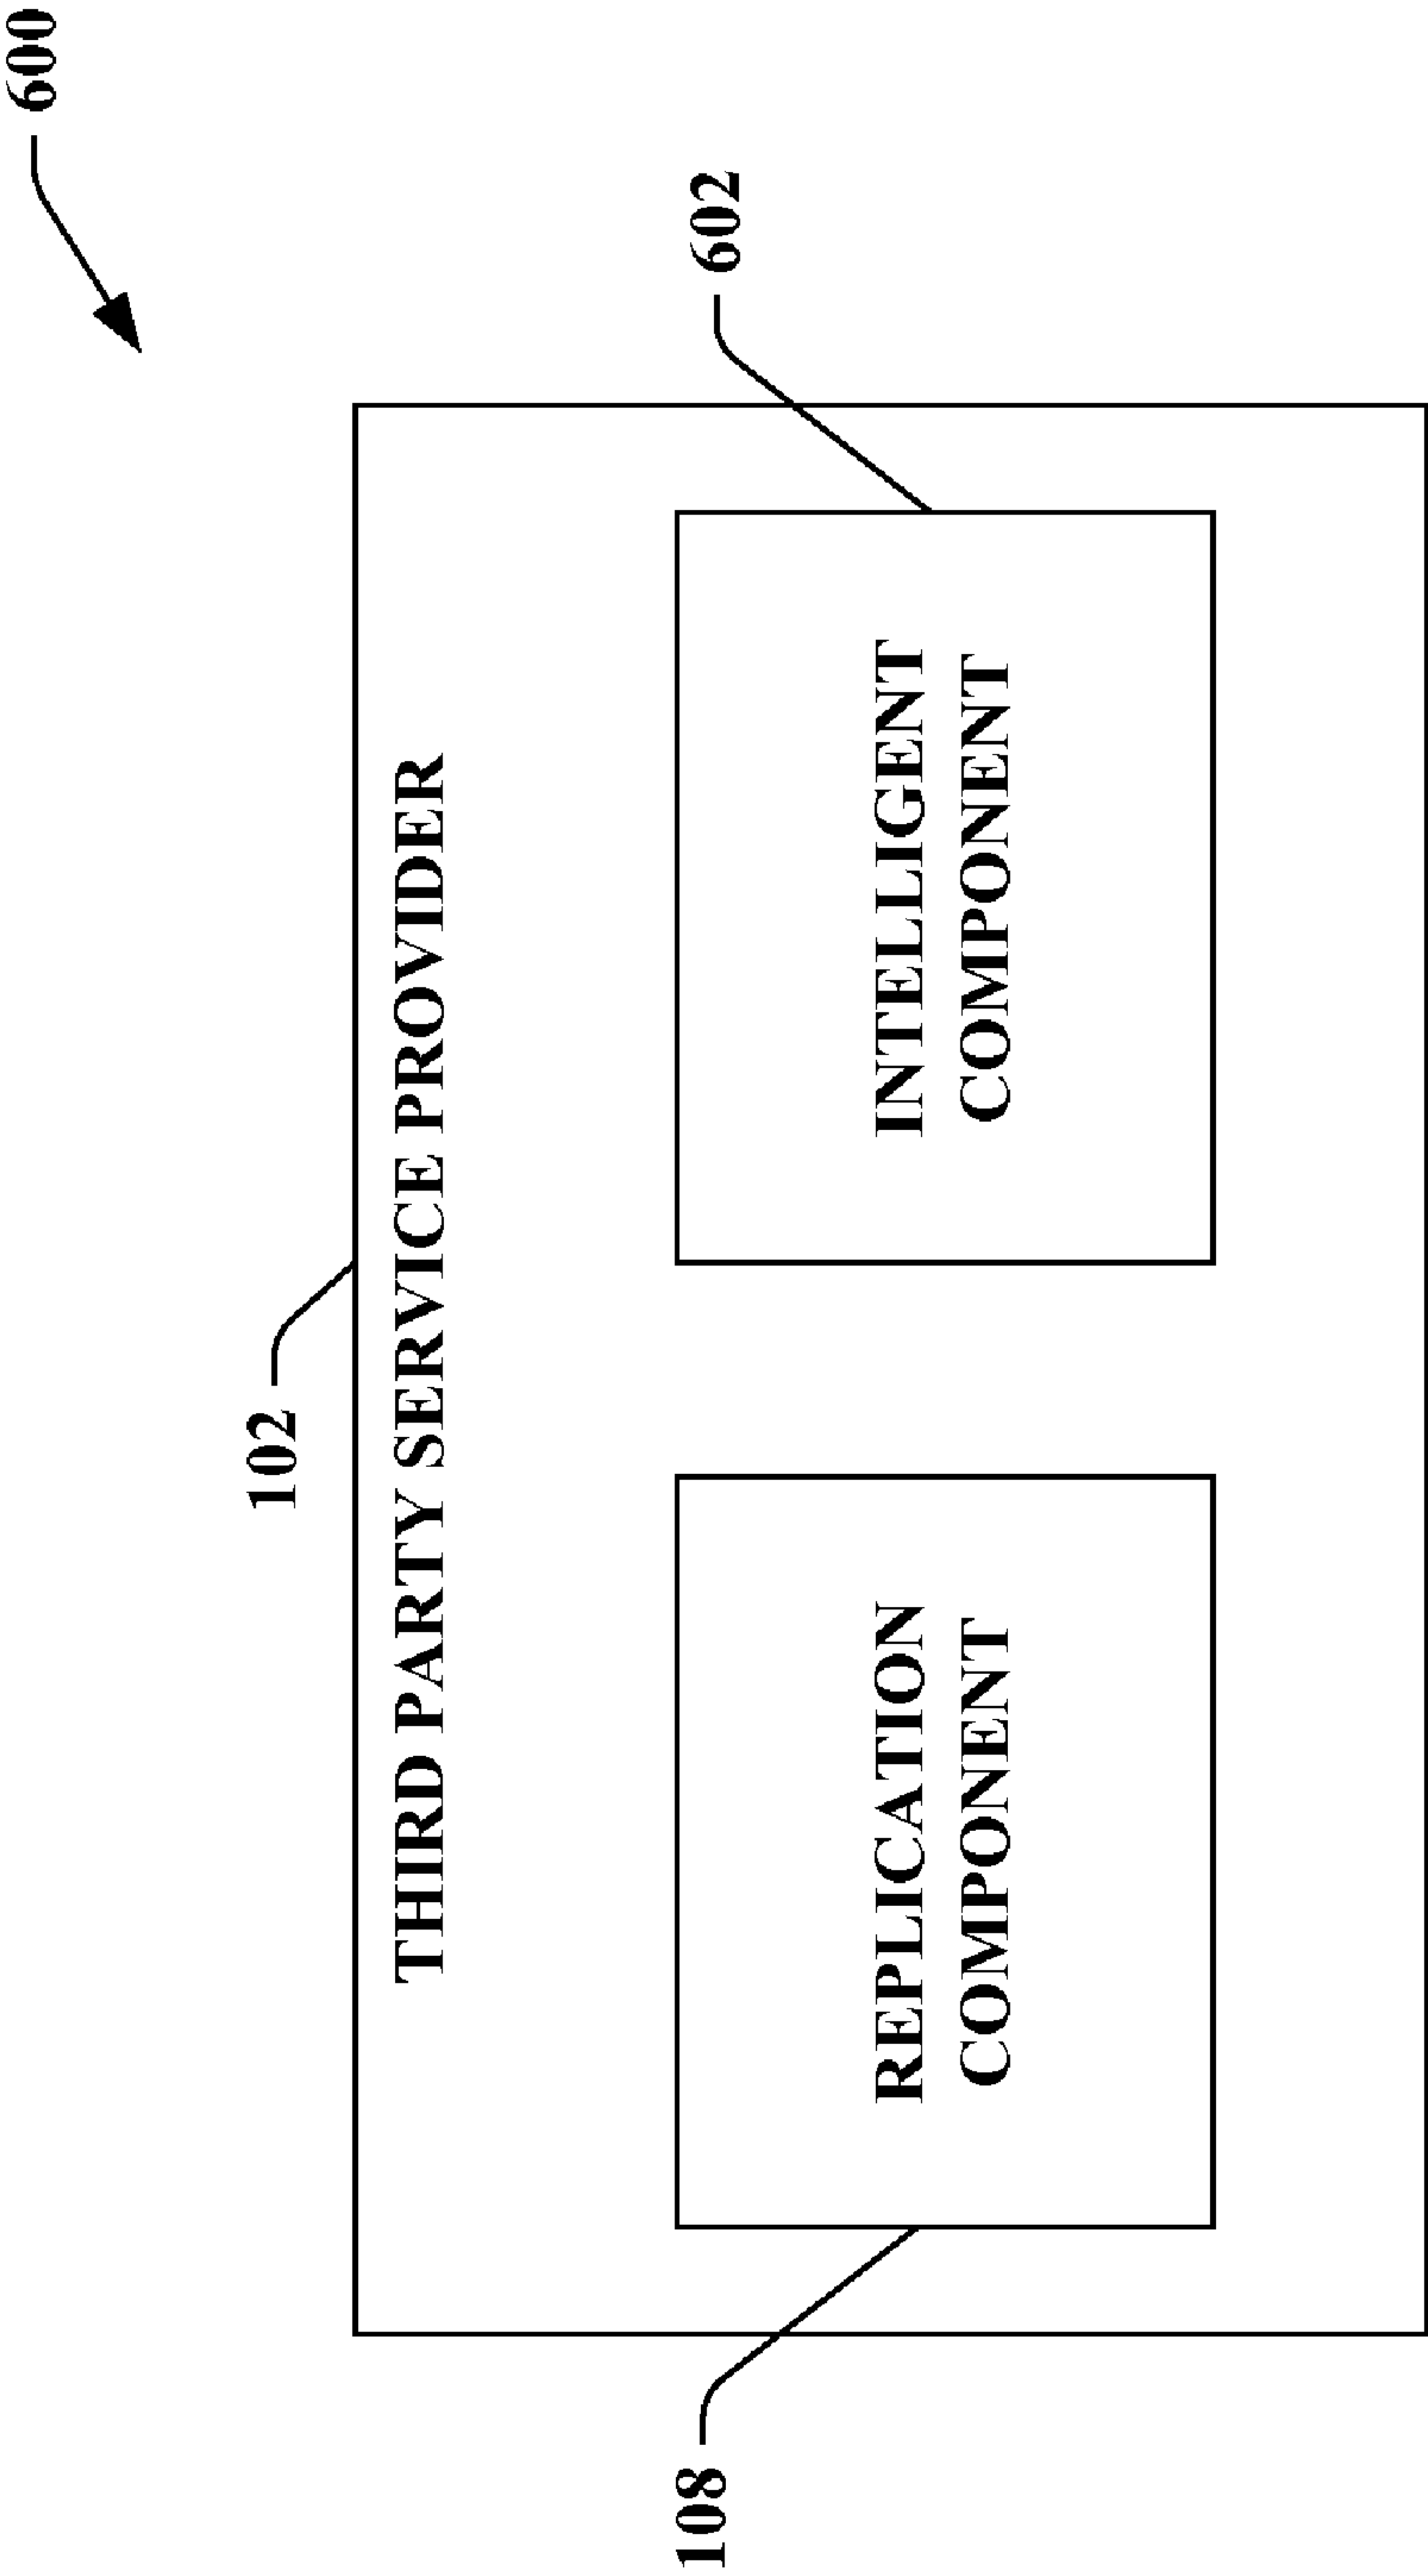 600
102
THIRD PARTY SERVICE PROVIDER
108
602
REPLICATION
COMPONENT
INTELLIGENT
COMPONENT